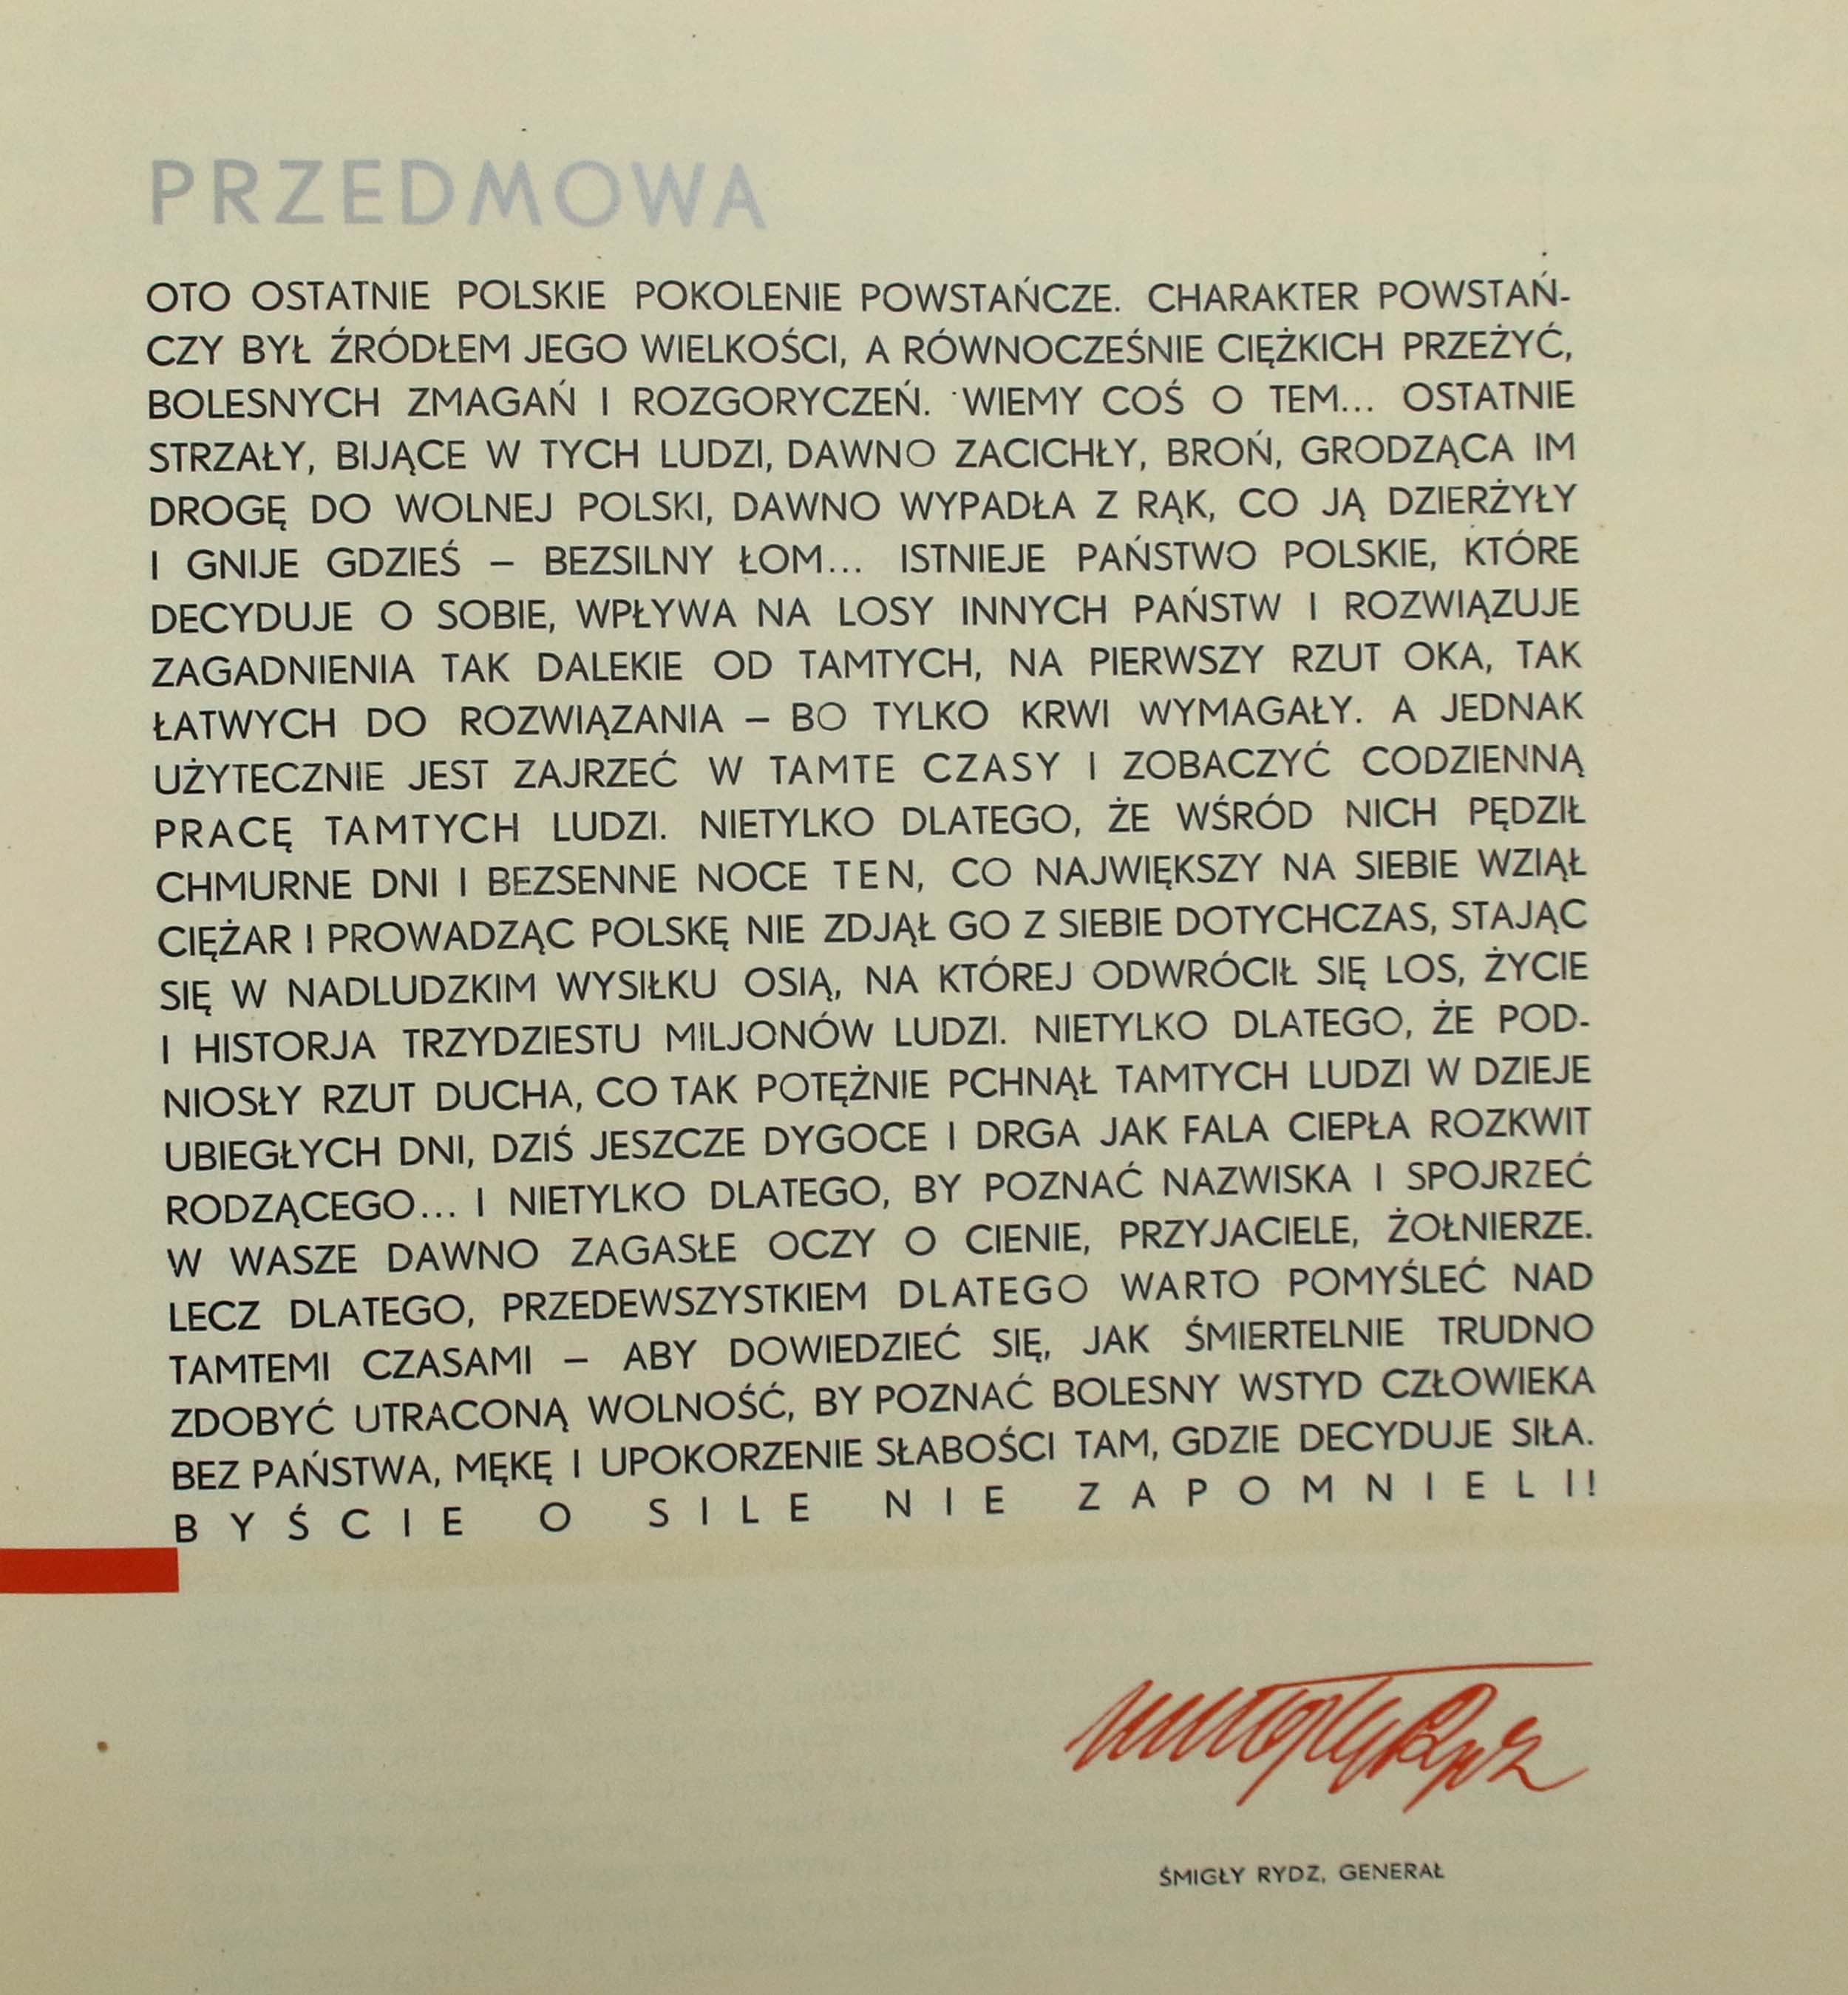 PRZEDMOWA
OTO OSTATNIE POLSKIE POKOLENIE POWSTAŃCZE. CHARAKTER POWSTAŃ-
CZY BYŁ ŹRÓDŁEM JEGO WIELKOŚCI, A RÓWNOCZEŚNIE CIĘŻKICH PRZEŻYĆ,
BOLESNYCH ZMAGAŃ I ROZGORYCZEŃ. WIEMY COŚ O TEM... OSTATNIE
STRZAŁY, BIJĄCE W TYCH LUDZI, DAWNO ZACICHŁY, BROŃ, GRODZĄCA IM
DROGĘ DO WOLNEJ POLSKI, DAWNO WYPADŁA Z RĄK, CO JĄ DZIERŻYŁY
I GNIJE GDZIEŚ – BEZSILNY ŁOM... ISTNIEJE PAŃSTWO POLSKIE, KTÓRE
DECYDUJE O SOBIE, WPŁYWA NA LOSY INNYCH PAŃSTW I ROZWIĄZUJE
ZAGADNIENIA TAK DALEKIE OD TAMTYCH, NA PIERWSZY RZUT OKA, TAK
ŁATWYCH DO ROZWIĄZANIA – BO TYLKO KRWI WYMAGAŁY. A JEDNAK
UŻYTECZNIE JEST ZAJRZEĆ W TAMTE CZASY I ZOBACZYĆ CODZIENNĄ
PRACĘ TAMTYCH LUDZI. NIETYLKO DLATEGO, ŻE WŚRÓD NICH PĘDZIŁ
CHMURNE DNI I BEZSENNE NOCE TEN, CO NAJWIĘKSZY NA SIEBIE WZIĄŁ
CIĘŻAR I PROWADZĄC POLSKĘ NIE ZDJĄŁ GO Z SIEBIE DOTYCHCZAS, STAJĄC
SIĘ W NADLUDZKIM WYSIŁKU OSIĄ, NA KTÓREJ ODWRÓCIŁ SIĘ LOS, ŻYCIE
I HISTORJA TRZYDZIESTU MILJONÓW LUDZI. NIETYLKO DLATEGO, ŻE POD-
NIOSŁY RZUT DUCHA, CO TAK POTĘŻNIE PCHNĄŁ TAMTYCH LUDZI W DZIEJE
UBIEGŁYCH DNI, DZIŚ JESZCZE DYGOCE I DRGA JAK FALA CIEPŁA ROZKWIT
RODZĄCEGO... I NIETYLKO DLATEGO, BY POZNAĆ NAZWISKA I SPOJRZEĆ
W WASZE DAWNO ZAGASŁE OCZY O CIENIE, PRZYJACIELE, ŻOŁNIERZE.
LECZ DLATEGO, PRZEDEWSZYSTKIEM DLATEGO WARTO POMYŚLEĆ NAD
TAMTEMI CZASAMI – ABY DOWIEDZIEĆ SIĘ, JAK ŚMIERTELNIE TRUDNO
ZDOBYĆ UTRACONĄ WOLNOŚĆ, BY POZNAĆ BOLESNY WSTYD CZŁOWIEKA
BEZ PAŃSTWA, MĘKĘ I UPOKORZENIE SŁABOŚCI TAM, GDZIE DECYDUJE SIŁA.
BYŚCIE O SILE NIE ZAPOMNIELI!
ŚMIGŁY RYDZ, GENERAŁ